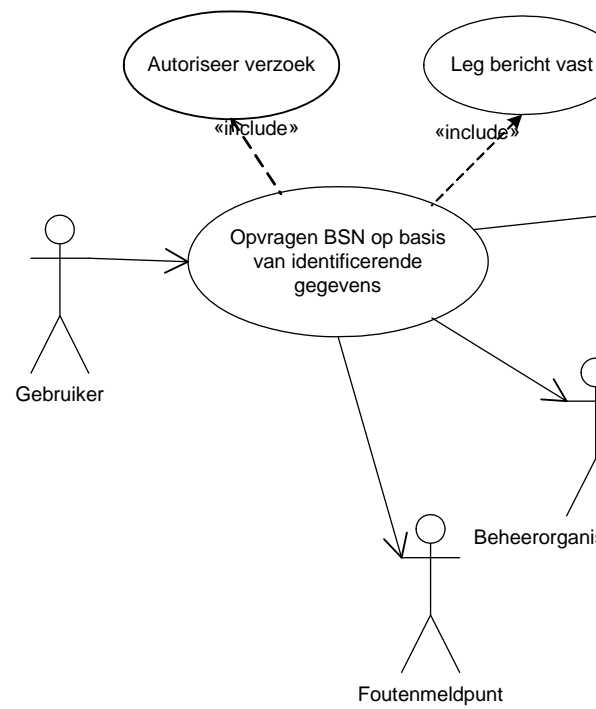 Autoriseer verzoek
Leg bericht vast
«include»
«include»
Opvragen BSN op basis
van identificerende
gegevens
Gebruiker
Foutenmeldpunt